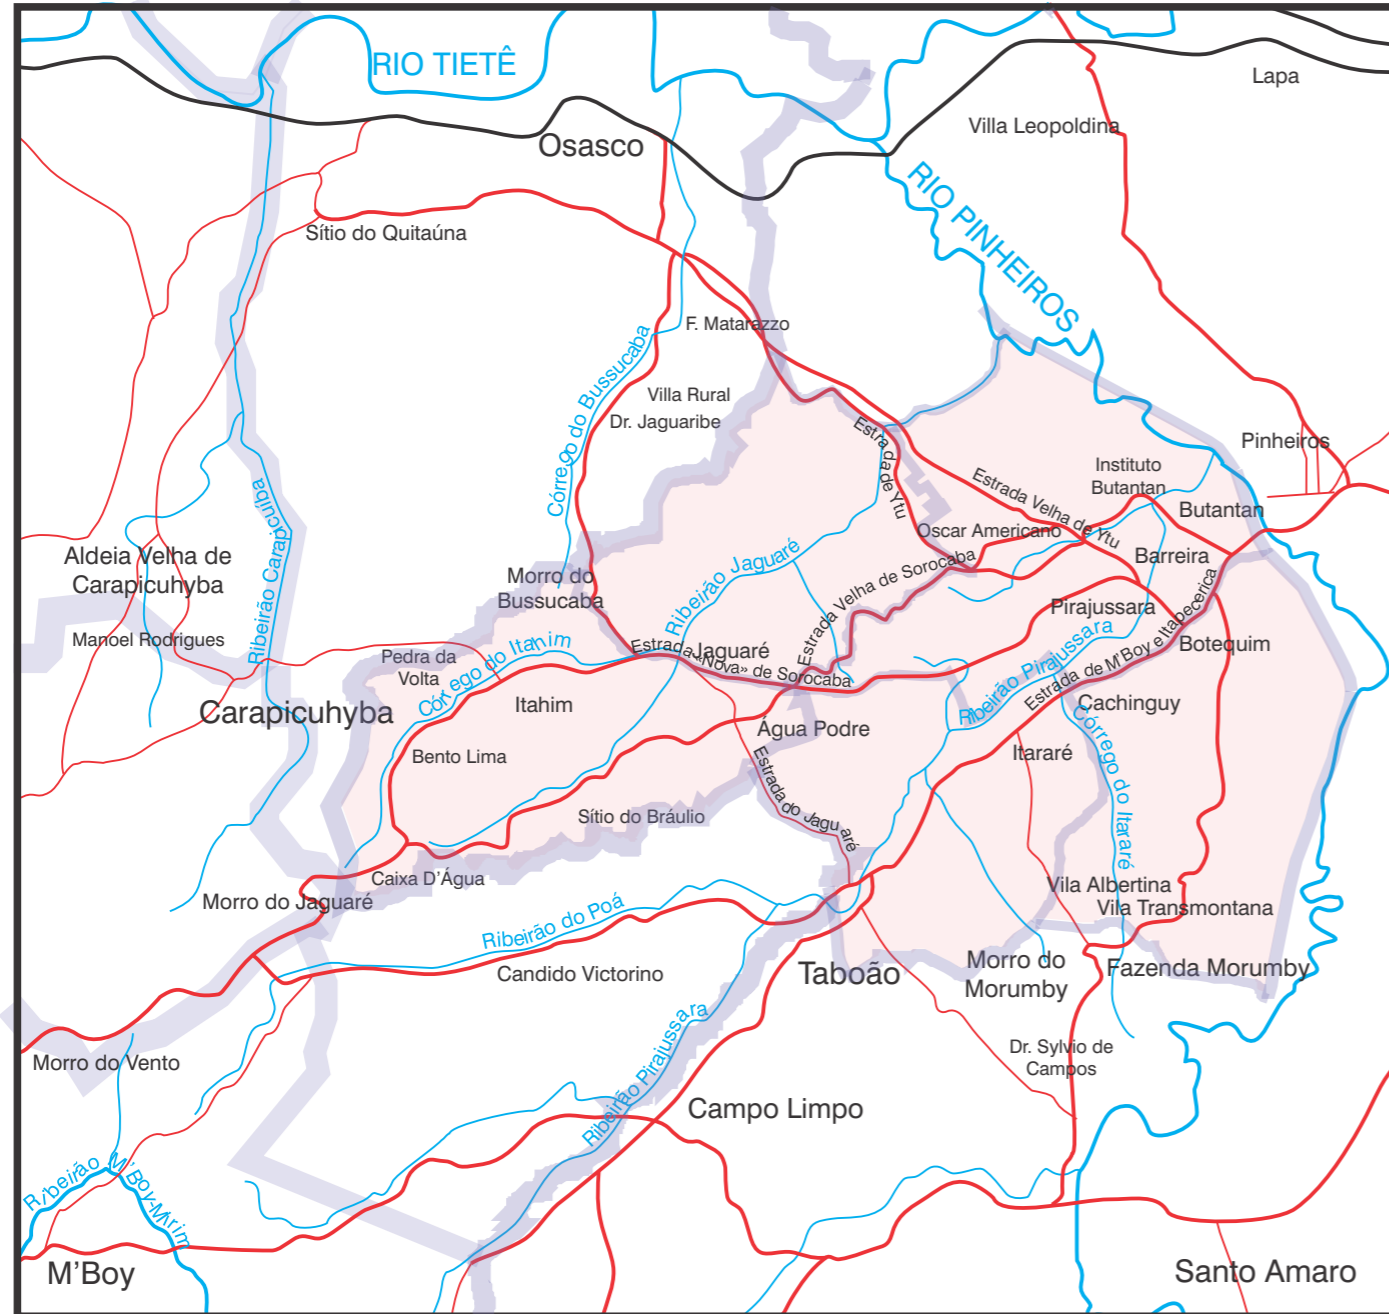 RIO TIETÊ
Lapa
Villa Leopoldina
Osasco
RIO PINHEIROS
Sítio do Quitaúna
F. Matarazzo
Córrego do Bussucaba
Villa Rural
Dr. Jaguaribe
Estrada de Ytu
Pinheiros
Instituto
Butantan
Estrada Velha de Ytu
Butantan
Ribeirão Carapicuiba
Oscar Americano
Aldeia Velha de
Carapicuhyba
Barreira
Ribeirão Jaguaré
Estrada Velha de Sorocaba
Morro do
Bussucaba
Pirajussara
Manoel Rodrigues
Pedra da
Volta
Córrego do Itahim
Estrada «Nova» de Sorocaba
Jaguaré
Ribeirão Pirajussara
Estrada de M'Boy e Itapecerica
Botequim
Carapicuhyba
Itahim
Cachinguy
Água Podre
Córrego do Itararé
Itararé
Bento Lima
Estrada do Jaguaré
Sítio do Bráulio
Caixa D'Água
Vila Albertina
Morro do Jaguaré
Vila Transmontana
Ribeirão do Poá
Candido Victorino
Taboão
Morro do
Morumby
Fazenda Morumby
Morro do Vento
Dr. Sylvio de
Campos
Ribeirão Pirajussara
Campo Limpo
Ribeirão M'Boy-Mirim
M'Boy
Santo Amaro